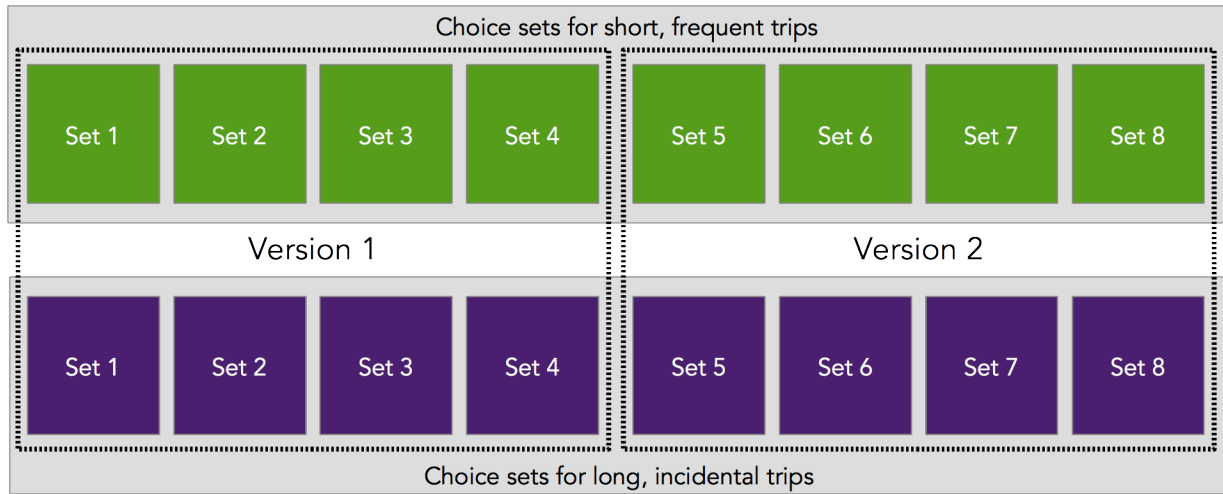 Choice sets for short, frequent trips
Set 1 Set 2 Set 3 Set 4 Set 5 Set 6 Set 7 Set 8
Version 1 Version 2
Set 1 Set 2 Set 3 Set 4 Set 5 Set 6 Set 7 Set 8
Choice sets for long, incidental trips